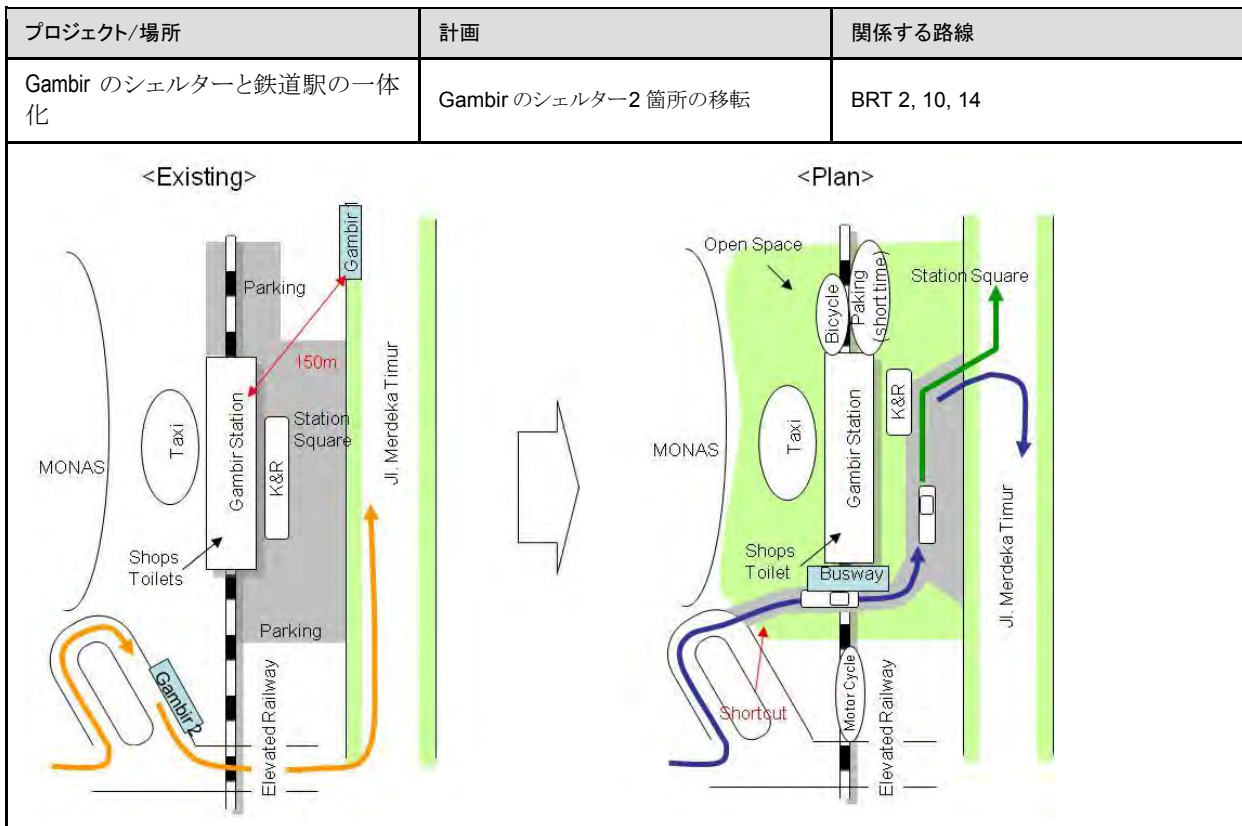 プロジェクト/場所
計画
関係する路線
Gambir のシェルターと鉄道駅の一体
化
Gambir のシェルター2 箇所の移転
BRT 2, 10, 14
<Existing>
Gambir 1
Parking
150m
Station
Square
Taxi
Gambir Station
K&R
MONAS
Jl. Merdeka Timur
Shops
Toilets
Parking
Gambir 2
Elevated Railway
<Plan>
Open Space
Bicycle
Paking
(short time)
Station Square
K&R
Taxi
Gambir Station
MONAS
Jl. Merdeka Timur
Shops
Toilet
Busway
Shortcut
Motor Cycle
Elevated Railway